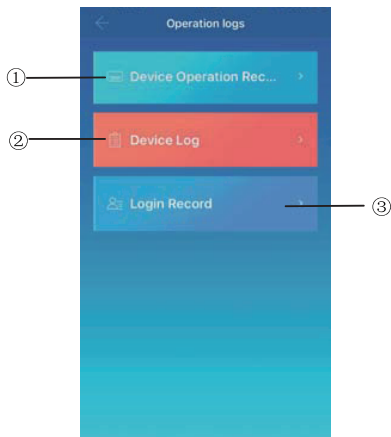 Operation logs
① Device Operation Rec...
② Device Log
Login Record ③